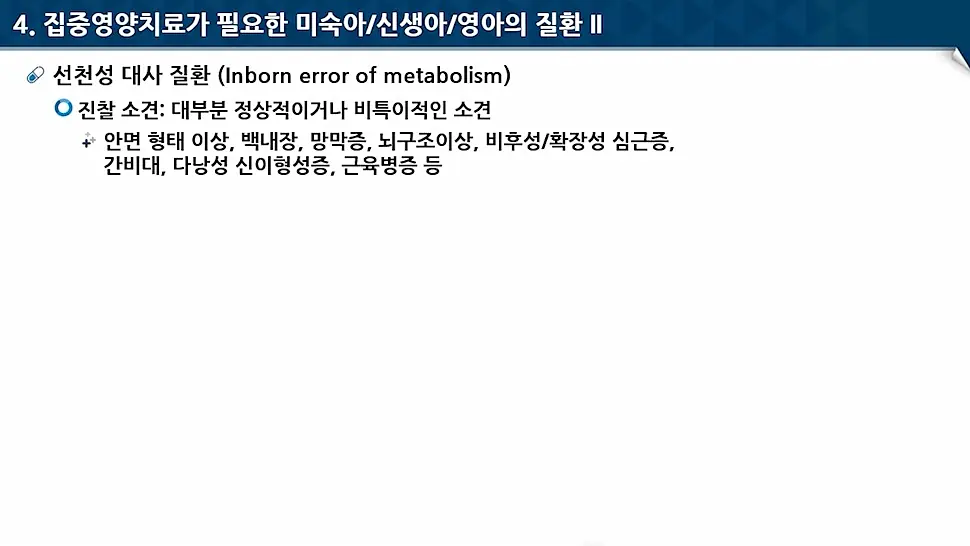 4. 집중영양치료가 필요한 미숙아/신생아/영아의 질환 II
선천성 대사 질환 (Inborn error of metabolism)
진찰 소견: 대부분 정상적이거나 비특이적인 소견
안면 형태 이상, 백내장, 망막증, 뇌구조이상, 비후성/확장성 심근증,
간비대, 다낭성 신이형성증, 근육병증 등